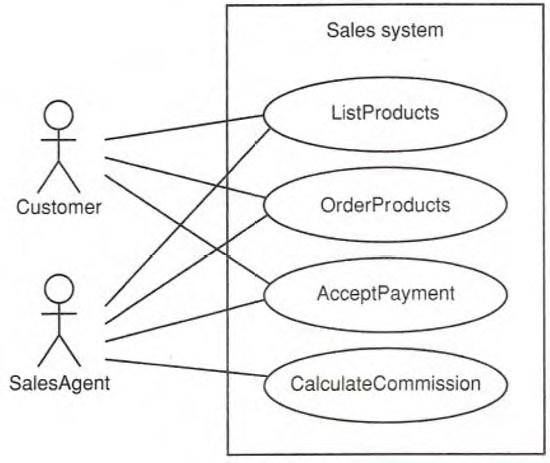 Sales system
ListProducts
Customer
OrderProducts
AcceptPayment
SalesAgent
CalculateCommission